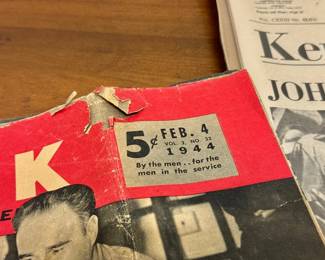 5¢ FEB. 4
VOL. 2, NO. 32
1944
By the men . . for the
men in the service
K
Ke
JOH